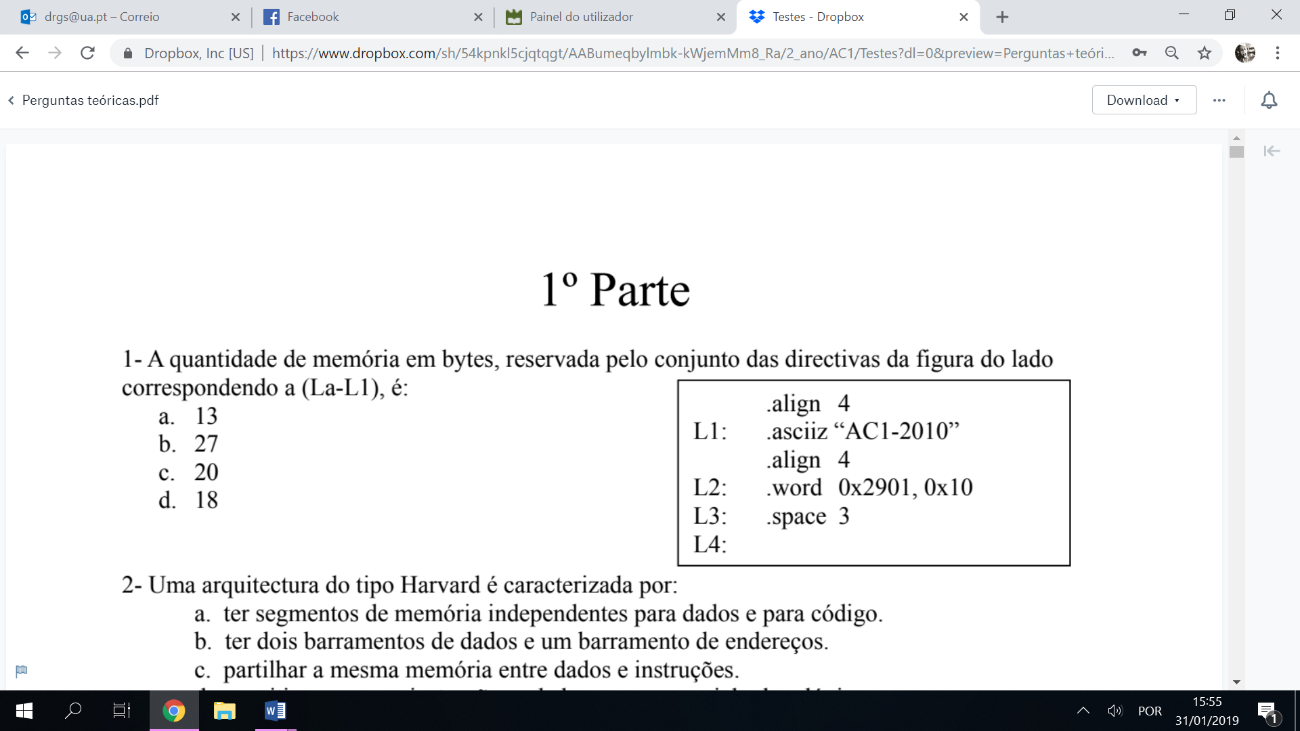 drgs@ua.pt – Correio
Facebook
Painel do utilizador
Testes - Dropbox
Dropbox, Inc [US] | https://www.dropbox.com/sh/54kpnkl5cjqtqgt/AABumeqbylmbk-kWjemMm8_Ra/2_ano/AC1/Testes?dl=0&preview=Perguntas+teóri...
Perguntas teóricas.pdf
Download
1º Parte
1- A quantidade de memória em bytes, reservada pelo conjunto das directivas da figura do lado
correspondendo a (La-L1), é:
a. 13
b. 27
c. 20
d. 18
.align 4
L1: .asciiz “AC1-2010”
.align 4
L2: .word 0x2901, 0x10
L3: .space 3
L4:
2- Uma arquitectura do tipo Harvard é caracterizada por:
a. ter segmentos de memória independentes para dados e para código.
b. ter dois barramentos de dados e um barramento de endereços.
c. partilhar a mesma memória entre dados e instruções.
POR
15:55
31/01/2019
1